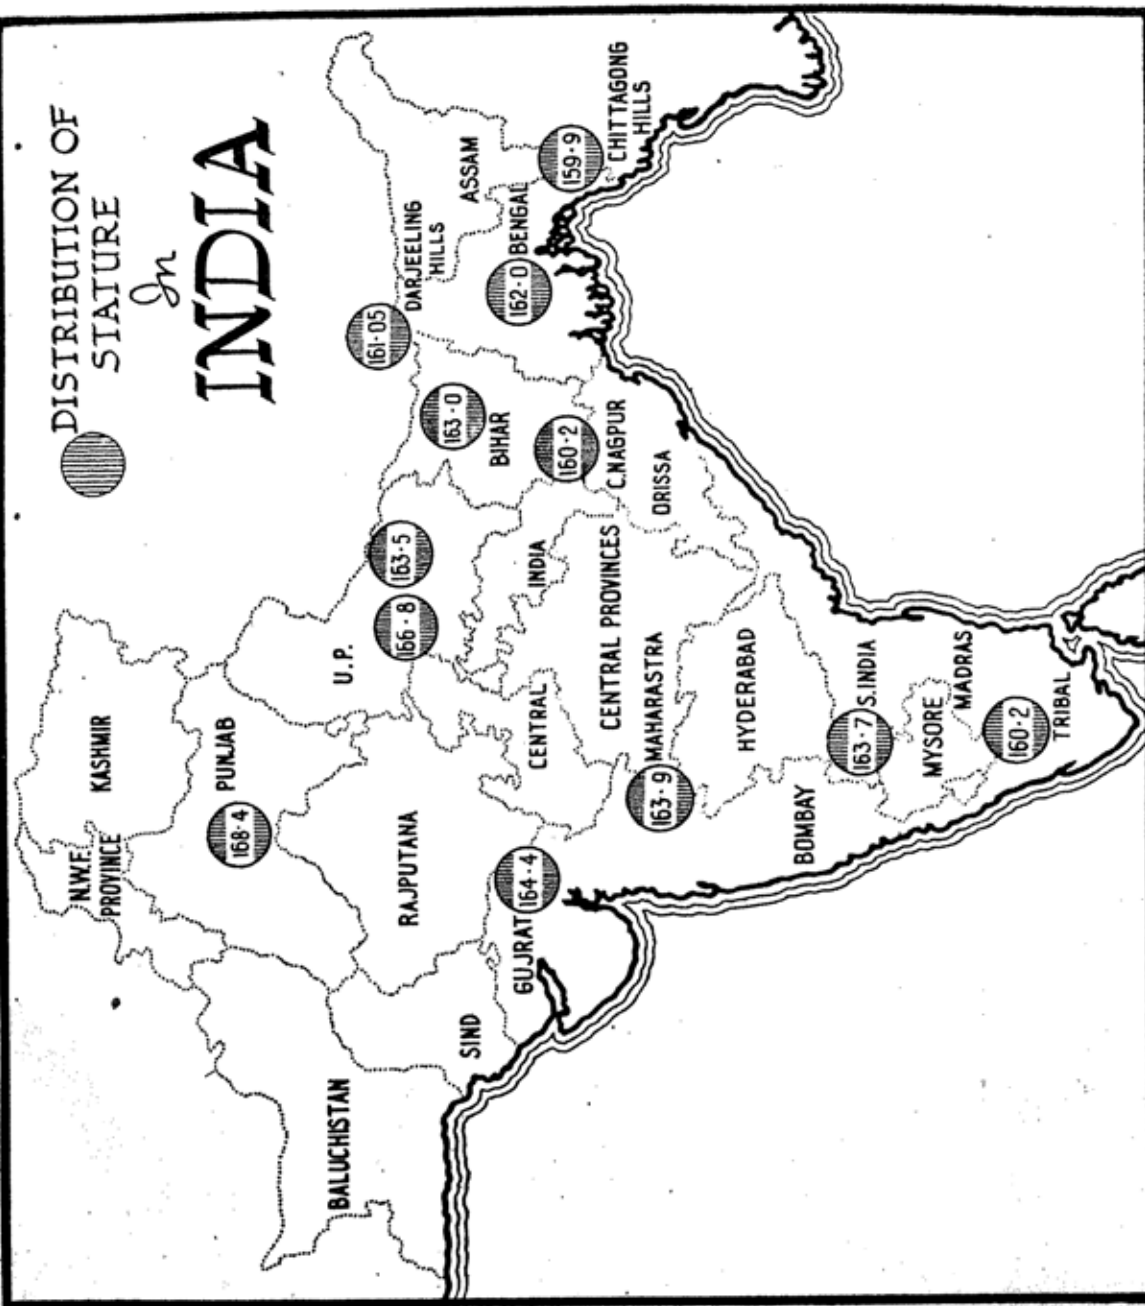 DISTRIBUTION OF
STATURE
In
INDIA
KASHMIR
N.W.F.
PROVINCE
PUNJAB
168·4
BALUCHISTAN
SIND
RAJPUTANA
U.P.
166·8
163·5
GUJRAT
164·4
CENTRAL
INDIA
BIHAR
163·0
161·05
DARJEELING
HILLS
ASSAM
BENGAL
162·0
159·9
CHITTAGONG
HILLS
160·2
C.NAGPUR
ORISSA
CENTRAL PROVINCES
MAHARASTRA
163·9
HYDERABAD
BOMBAY
S.INDIA
163·7
MYSORE
MADRAS
160·2
TRIBAL